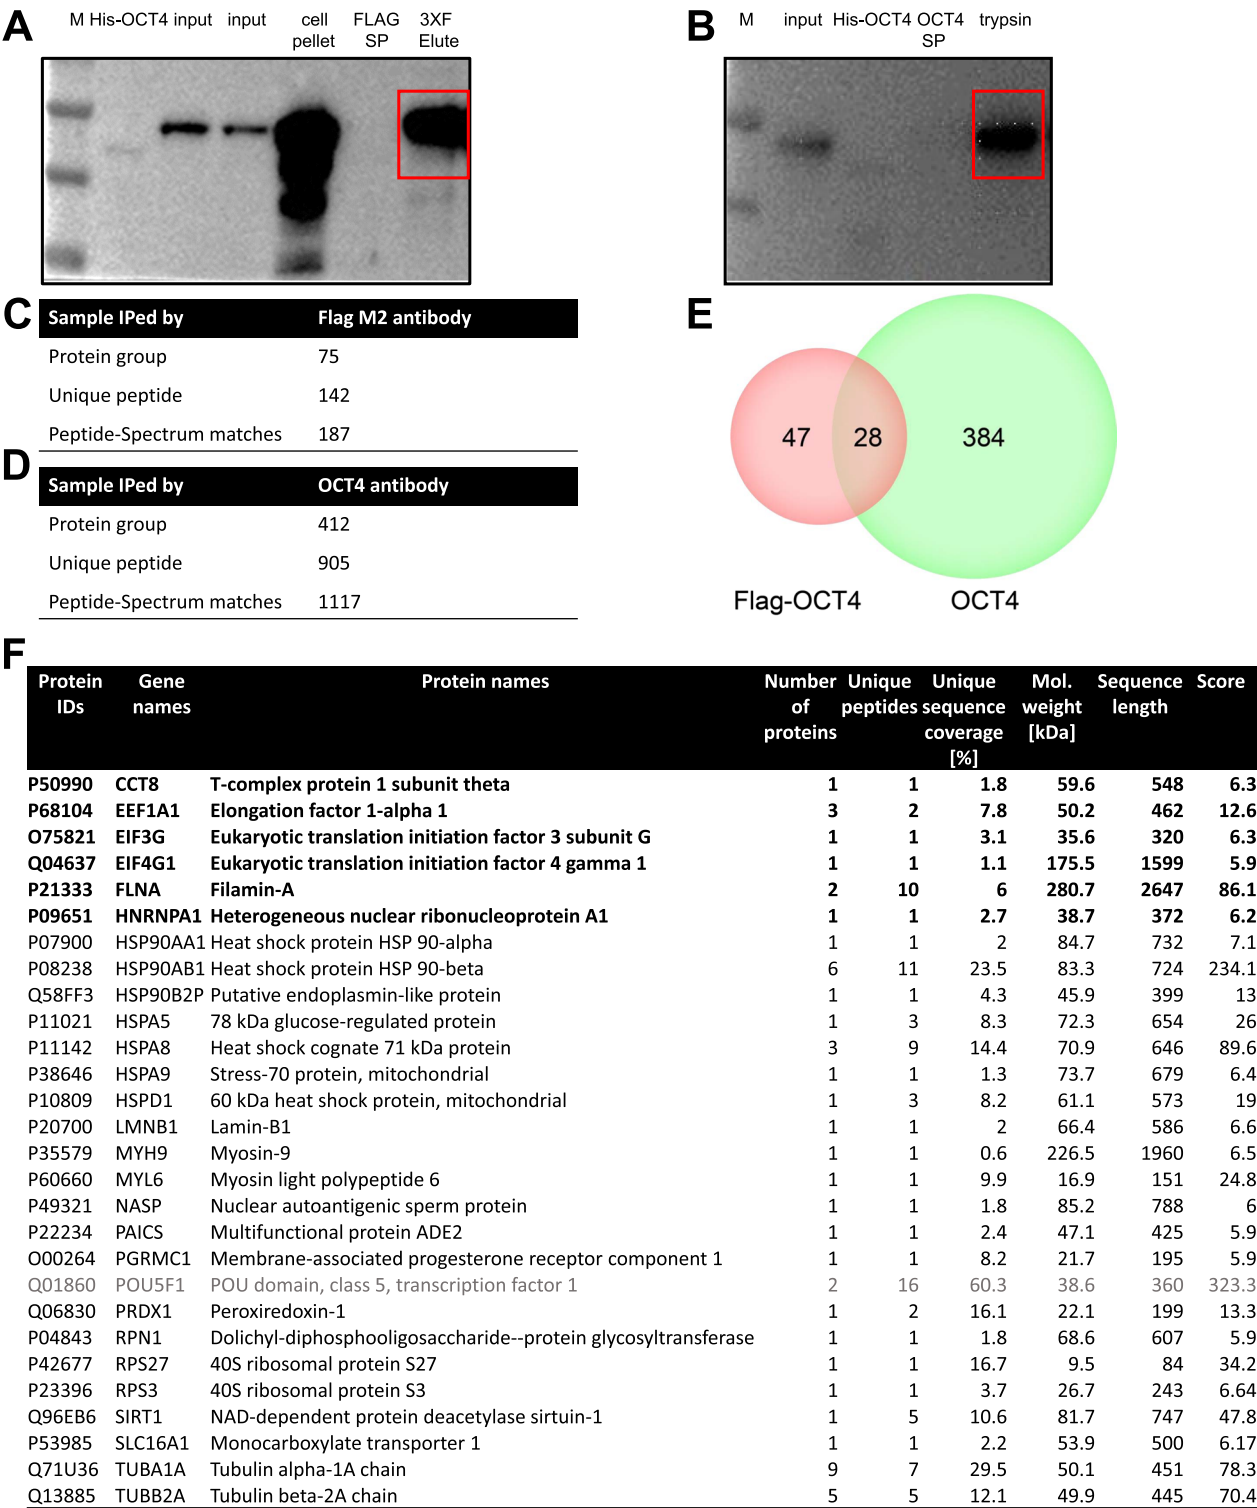 A
M His-OCT4 input input cell pellet FLAG SP 3XF Elute
B
M input His-OCT4 OCT4 SP trypsin
C
Sample IPed by Flag M2 antibody
Protein group 75
Unique peptide 142
Peptide-Spectrum matches 187
D
Sample IPed by OCT4 antibody
Protein group 412
Unique peptide 905
Peptide-Spectrum matches 1117
E
47 28 384
Flag-OCT4 OCT4
F
Protein IDs Gene names Protein names Number of proteins Unique peptides Unique sequence coverage [%] Mol. weight [kDa] Sequence length Score
P50990 CCT8 T-complex protein 1 subunit theta 1 1 1.8 59.6 548 6.3
P68104 EEF1A1 Elongation factor 1-alpha 1 3 2 7.8 50.2 462 12.6
O75821 EIF3G Eukaryotic translation initiation factor 3 subunit G 1 1 3.1 35.6 320 6.3
Q04637 EIF4G1 Eukaryotic translation initiation factor 4 gamma 1 1 1 1.1 175.5 1599 5.9
P21333 FLNA Filamin-A 2 10 6 280.7 2647 86.1
P09651 HNRNPA1 Heterogeneous nuclear ribonucleoprotein A1 1 1 2.7 38.7 372 6.2
P07900 HSP90AA1 Heat shock protein HSP 90-alpha 1 1 2 84.7 732 7.1
P08238 HSP90AB1 Heat shock protein HSP 90-beta 6 11 23.5 83.3 724 234.1
Q58FF3 HSP90B2P Putative endoplasmin-like protein 1 1 4.3 45.9 399 13
P11021 HSPA5 78 kDa glucose-regulated protein 1 3 8.3 72.3 654 26
P11142 HSPA8 Heat shock cognate 71 kDa protein 3 9 14.4 70.9 646 89.6
P38646 HSPA9 Stress-70 protein, mitochondrial 1 1 1.3 73.7 679 6.4
P10809 HSPD1 60 kDa heat shock protein, mitochondrial 1 3 8.2 61.1 573 19
P20700 LMNB1 Lamin-B1 1 1 2 66.4 586 6.6
P35579 MYH9 Myosin-9 1 1 0.6 226.5 1960 6.5
P60660 MYL6 Myosin light polypeptide 6 1 1 9.9 16.9 151 24.8
P49321 NASP Nuclear autoantigenic sperm protein 1 1 1.8 85.2 788 6
P22234 PAICS Multifunctional protein ADE2 1 1 2.4 47.1 425 5.9
O00264 PGRMC1 Membrane-associated progesterone receptor component 1 1 1 8.2 21.7 195 5.9
Q01860 POU5F1 POU domain, class 5, transcription factor 1 2 16 60.3 38.6 360 323.3
Q06830 PRDX1 Peroxiredoxin-1 1 2 16.1 22.1 199 13.3
P04843 RPN1 Dolichyl-diphosphooligosaccharide--protein glycosyltransferase 1 1 1.8 68.6 607 5.9
P42677 RPS27 40S ribosomal protein S27 1 1 16.7 9.5 84 34.2
P23396 RPS3 40S ribosomal protein S3 1 1 3.7 26.7 243 6.64
Q96EB6 SIRT1 NAD-dependent protein deacetylase sirtuin-1 1 5 10.6 81.7 747 47.8
P53985 SLC16A1 Monocarboxylate transporter 1 1 1 2.2 53.9 500 6.17
Q71U36 TUBA1A Tubulin alpha-1A chain 9 7 29.5 50.1 451 78.3
Q13885 TUBB2A Tubulin beta-2A chain 5 5 12.1 49.9 445 70.4